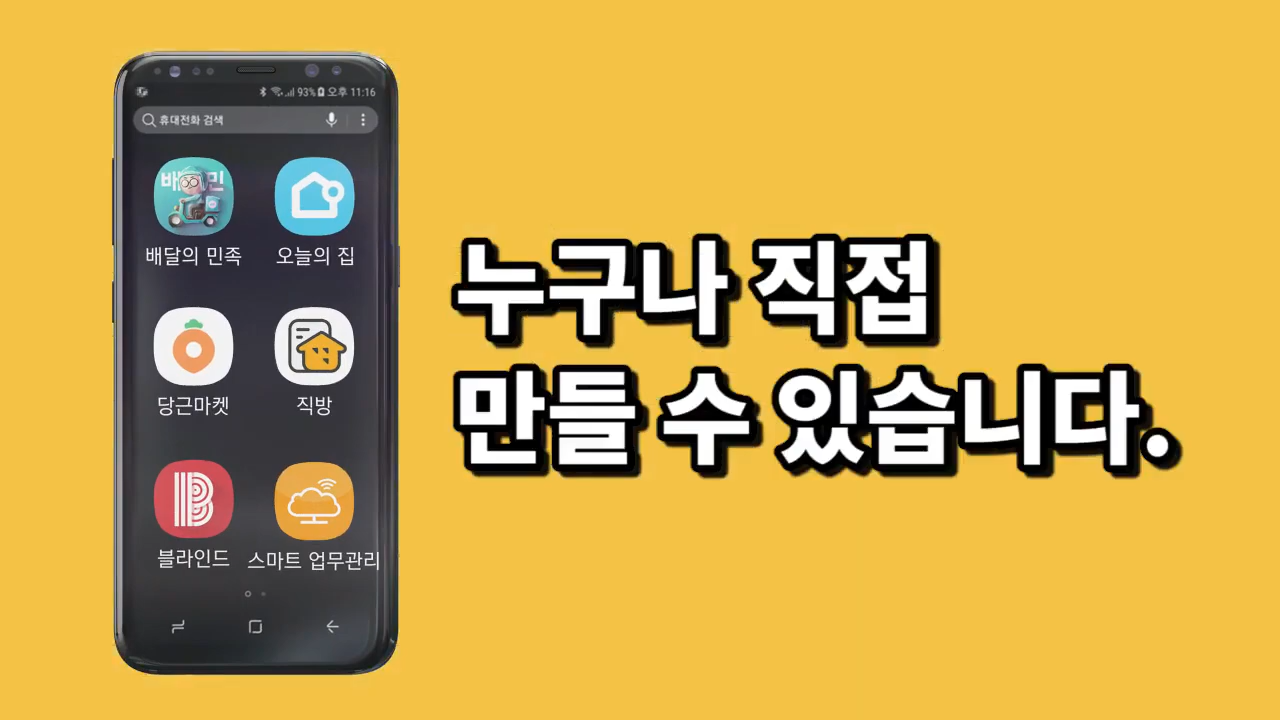 93% 오후 11:16
휴대전화 검색
배 민
배달의 민족
오늘의 집
당근마켓
직방
블라인드
스마트 업무관리
누구나 직접
만들 수 있습니다.